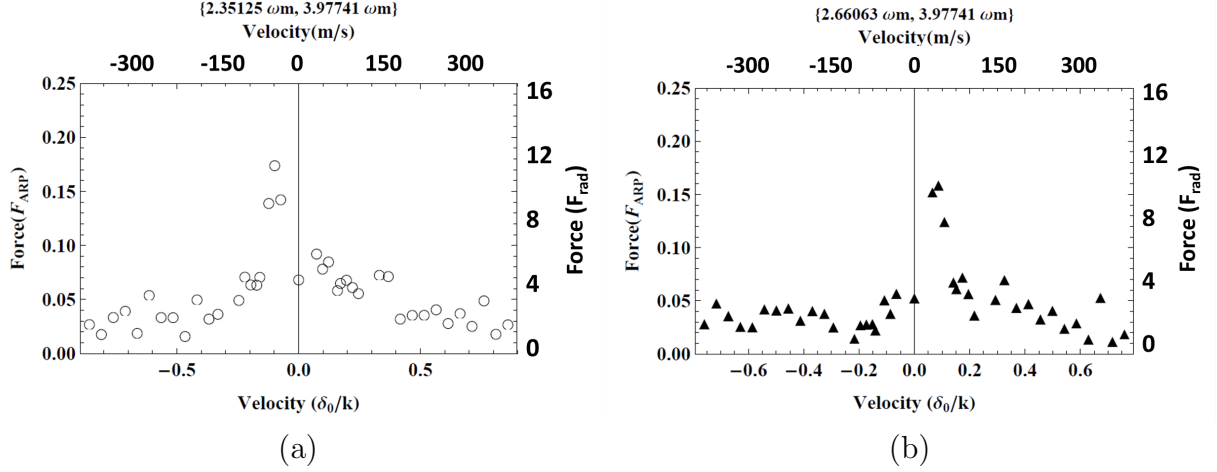 {2.35125 ωm, 3.97741 ωm}
Velocity(m/s)
-300 -150 0 150 300
0.25 0.20 0.15 0.10 0.05 0.00
Force(F_ARP)
16 12 8 4 0
Force (F_rad)
−0.5 0.0 0.5
Velocity (δ₀/k)
(a)
{2.66063 ωm, 3.97741 ωm}
Velocity(m/s)
-300 -150 0 150 300
0.25 0.20 0.15 0.10 0.05 0.00
Force(F_ARP)
16 12 8 4 0
Force (F_rad)
−0.6 −0.4 −0.2 0.0 0.2 0.4 0.6
Velocity (δ₀/k)
(b)